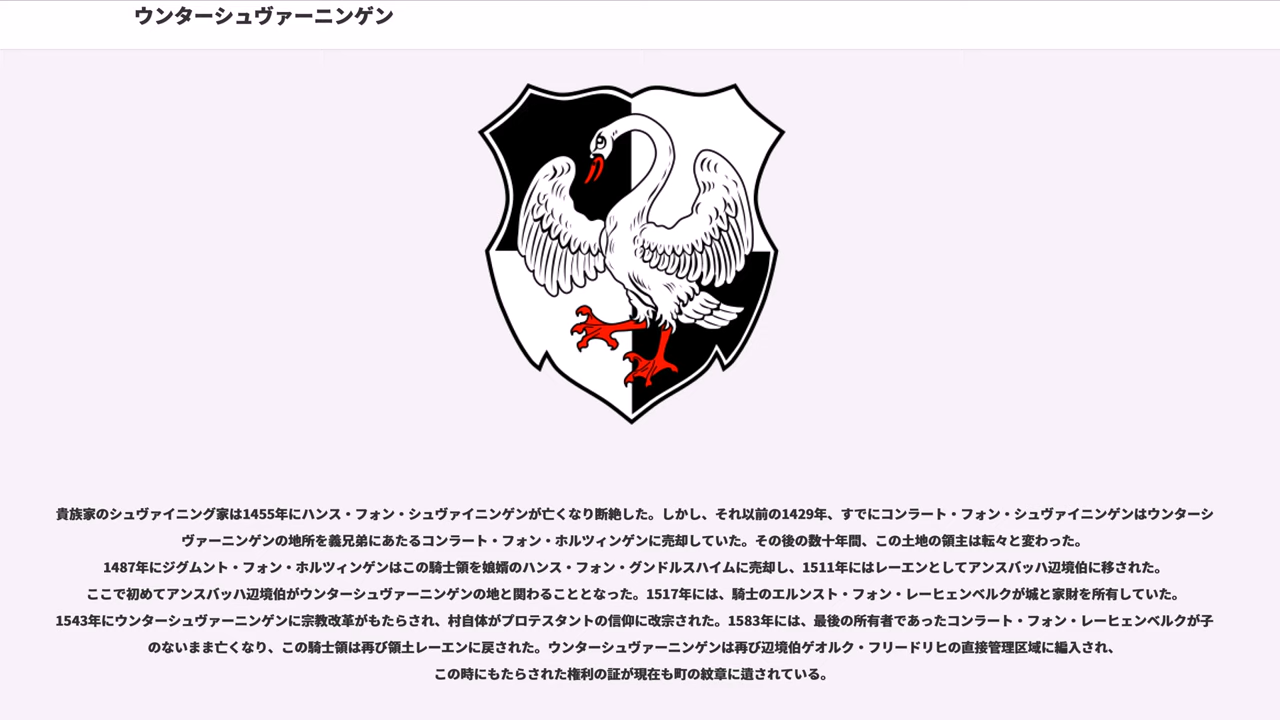 ウンターシュヴァーニンゲン
貴族家のシュヴァイニング家は1455年にハンス・フォン・シュヴァイニンゲンが亡くなり断絶した。しかし、それ以前の1429年、すでにコンラート・フォン・シュヴァイニンゲンはウンターシ
ヴァーニンゲンの地所を義兄弟にあたるコンラート・フォン・ホルツィンゲンに売却していた。その後の数十年間、この土地の領主は転々と変わった。
1487年にジグムント・フォン・ホルツィンゲンはこの騎士領を娘婿のハンス・フォン・グンドルスハイムに売却し、1511年にはレーエンとしてアンスバッハ辺境伯に移された。
ここで初めてアンスバッハ辺境伯がウンターシュヴァーニンゲンの地と関わることとなった。1517年には、騎士のエルンスト・フォン・レーヒェンベルクが城と家財を所有していた。
1543年にウンターシュヴァーニンゲンに宗教改革がもたらされ、村自体がプロテスタントの信仰に改宗された。1583年には、最後の所有者であったコンラート・フォン・レーヒェンベルクが子
のないまま亡くなり、この騎士領は再び領土レーエンに戻された。ウンターシュヴァーニンゲンは再び辺境伯ゲオルク・フリードリヒの直接管理区域に編入され、
この時にもたらされた権利の証が現在も町の紋章に遺されている。